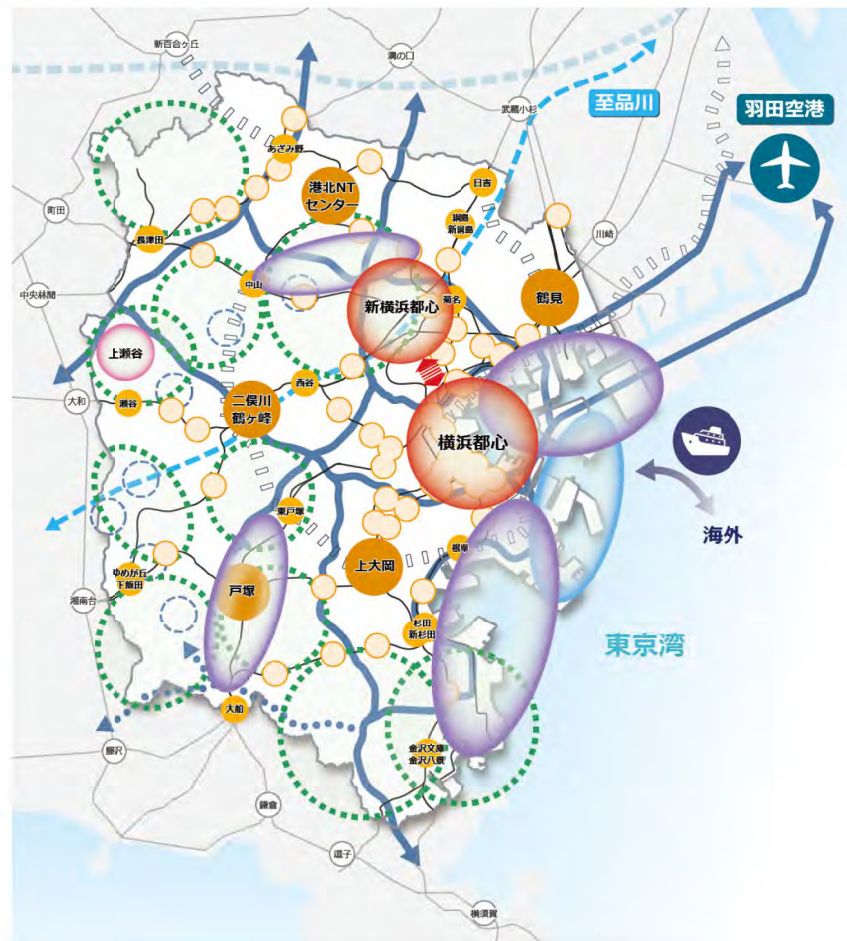 新百合ヶ丘
溝の口
武蔵小杉
至品川
羽田空港
あざみ野
日吉
港北NT
センター
町田
長津田
綱島
新綱島
川崎
中山
中央林間
新横浜都心
菊名
鶴見
上瀬谷
西谷
大和
瀬谷
二俣川
鶴ヶ峰
横浜都心
東戸塚
海外
根岸
上大岡
ゆめが丘
下飯田
戸塚
湘南台
杉田
新杉田
東京湾
大船
藤沢
金沢文庫
金沢八景
鎌倉
逗子
横須賀